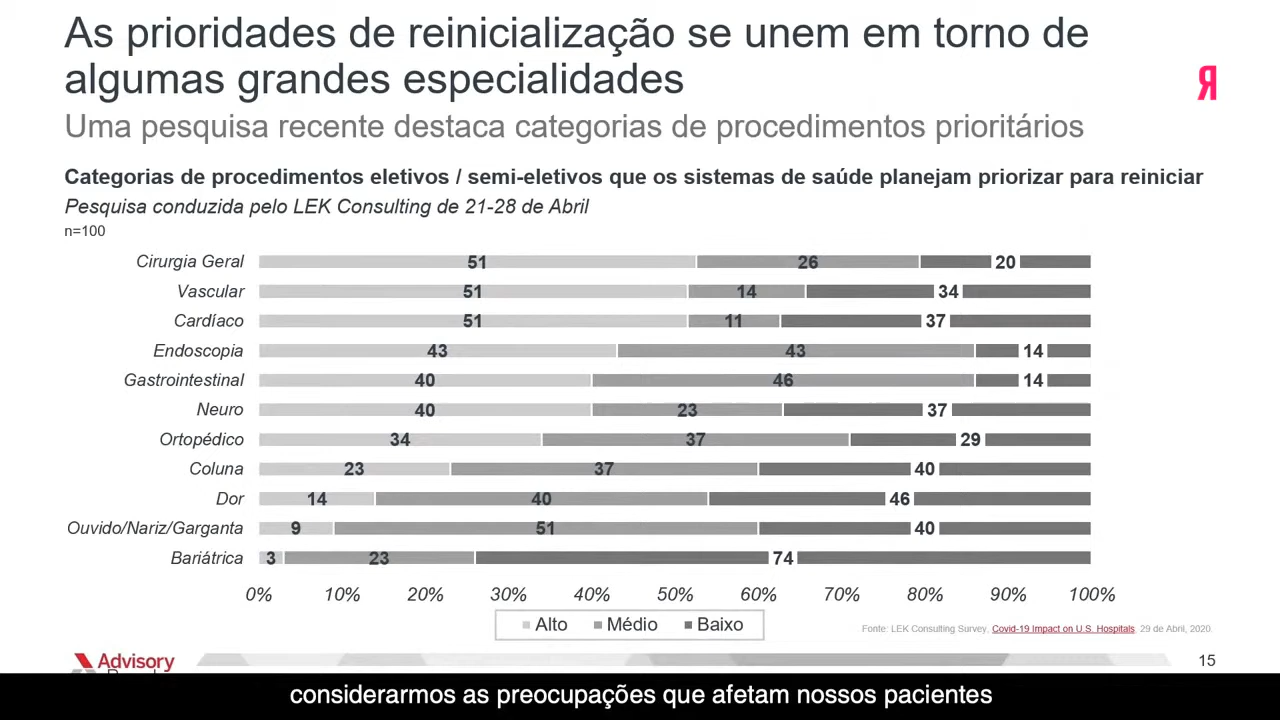 As prioridades de reinicialização se unem em torno de
algumas grandes especialidades
Uma pesquisa recente destaca categorias de procedimentos prioritários
Categorias de procedimentos eletivos / semi-eletivos que os sistemas de saúde planejam priorizar para reiniciar
Pesquisa conduzida pelo LEK Consulting de 21-28 de Abril
n=100
Cirurgia Geral 51 26 20
Vascular 51 14 34
Cardíaco 51 11 37
Endoscopia 43 43 14
Gastrointestinal 40 46 14
Neuro 40 23 37
Ortopédico 34 37 29
Coluna 23 37 40
Dor 14 40 46
Ouvido/Nariz/Garganta 9 51 40
Bariátrica 3 23 74
0% 10% 20% 30% 40% 50% 60% 70% 80% 90% 100%
Alto Médio Baixo
Fonte: LEK Consulting Survey, Covid-19 Impact on U.S. Hospitals, 29 de Abril, 2020.
Advisory
15
considerarmos as preocupações que afetam nossos pacientes